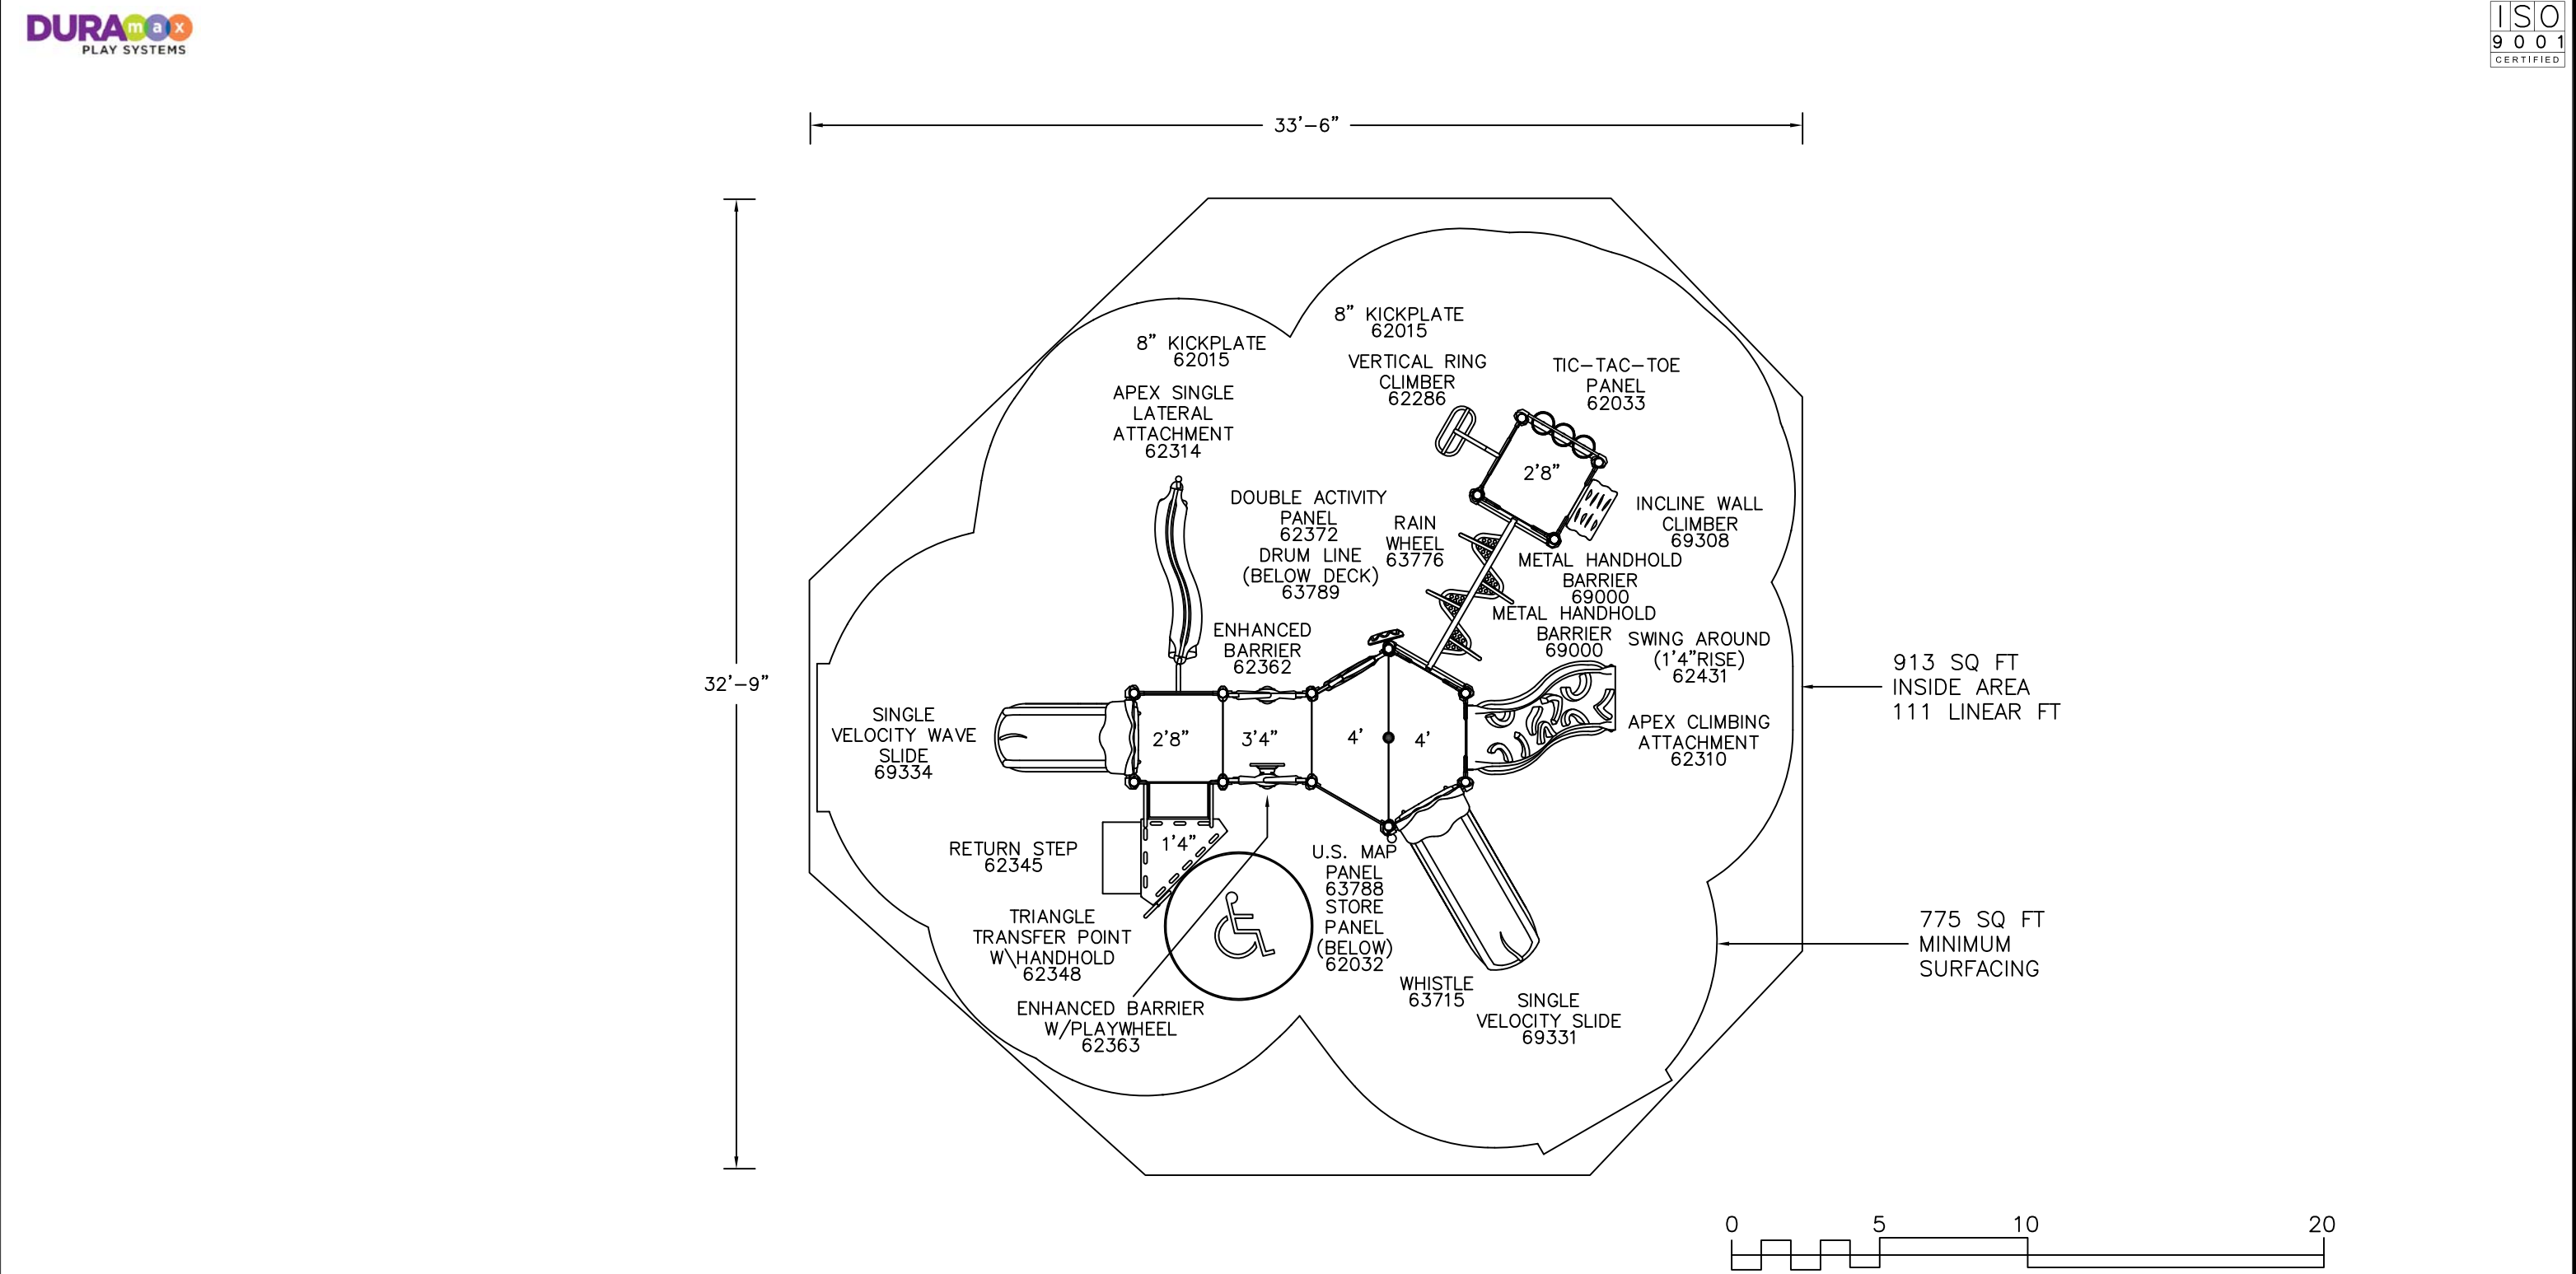 DURAmax
PLAY SYSTEMS
ISO
9001
CERTIFIED
33'-6"
32'-9"
8" KICKPLATE
62015
8" KICKPLATE
62015
APEX SINGLE
LATERAL
ATTACHMENT
62314
VERTICAL RING
CLIMBER
62286
TIC-TAC-TOE
PANEL
62033
2'8"
DOUBLE ACTIVITY
PANEL
62372
DRUM LINE
(BELOW DECK)
63789
RAIN
WHEEL
63776
INCLINE WALL
CLIMBER
69308
METAL HANDHOLD
BARRIER
69000
METAL HANDHOLD
BARRIER
69000
ENHANCED
BARRIER
62362
SWING AROUND
(1'4"RISE)
62431
913 SQ FT
INSIDE AREA
111 LINEAR FT
SINGLE
VELOCITY WAVE
SLIDE
69334
2'8"
3'4"
4'
4'
APEX CLIMBING
ATTACHMENT
62310
RETURN STEP
62345
1'4"
U.S. MAP
PANEL
63788
STORE
PANEL
(BELOW)
62032
TRIANGLE
TRANSFER POINT
W\HANDHOLD
62348
775 SQ FT
MINIMUM
SURFACING
WHISTLE
63715
SINGLE
VELOCITY SLIDE
69331
ENHANCED BARRIER
W/PLAYWHEEL
62363
0 5 10 20